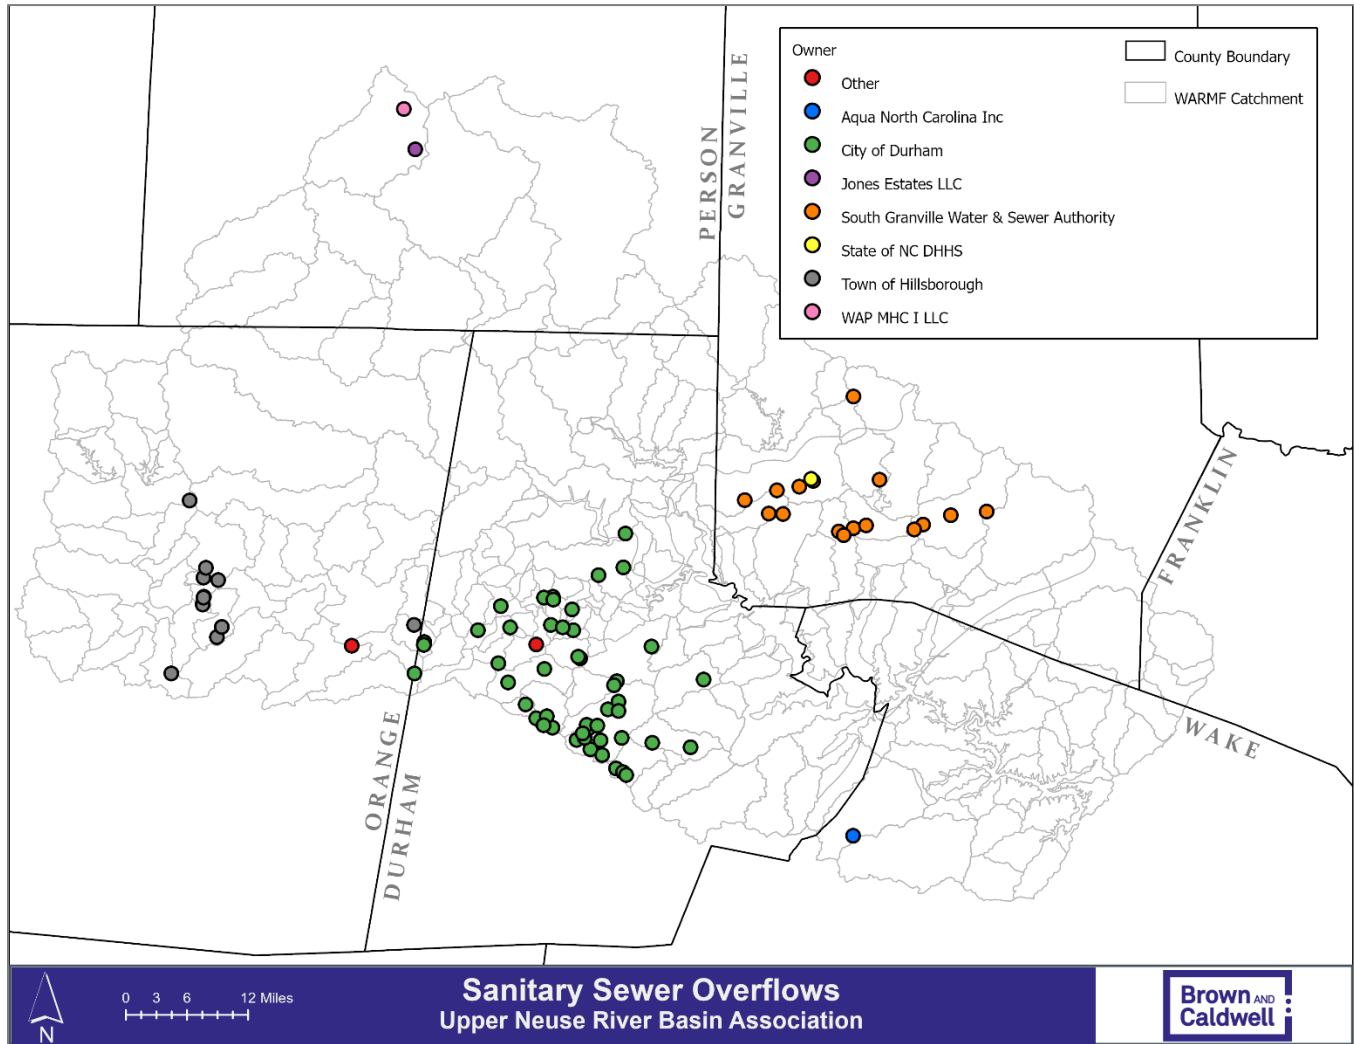 Owner
Other
Aqua North Carolina Inc
City of Durham
Jones Estates LLC
South Granville Water & Sewer Authority
State of NC DHHS
Town of Hillsborough
WAP MHC I LLC
County Boundary
WARMF Catchment
PERSON
GRANVILLE
FRANKLIN
WAKE
ORANGE
DURHAM
N
0 3 6 12 Miles
Sanitary Sewer Overflows
Upper Neuse River Basin Association
Brown AND
Caldwell